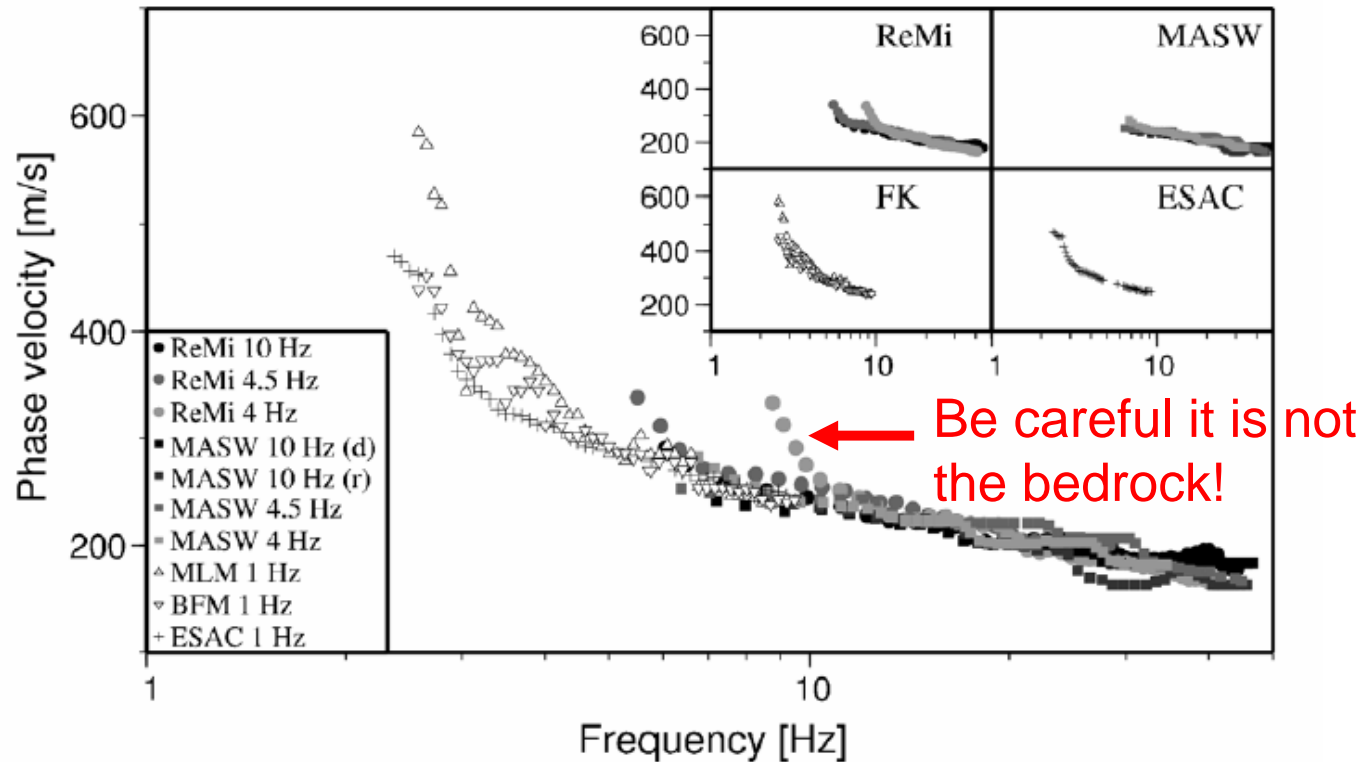 600
400
200
Phase velocity [m/s]
1
10
Frequency [Hz]
ReMi 10 Hz
ReMi 4.5 Hz
ReMi 4 Hz
MASW 10 Hz (d)
MASW 10 Hz (r)
MASW 4.5 Hz
MASW 4 Hz
MLM 1 Hz
BFM 1 Hz
ESAC 1 Hz
600
400
200
ReMi
MASW
600
400
200
FK
ESAC
1
10
1
10
Be careful it is not
the bedrock!